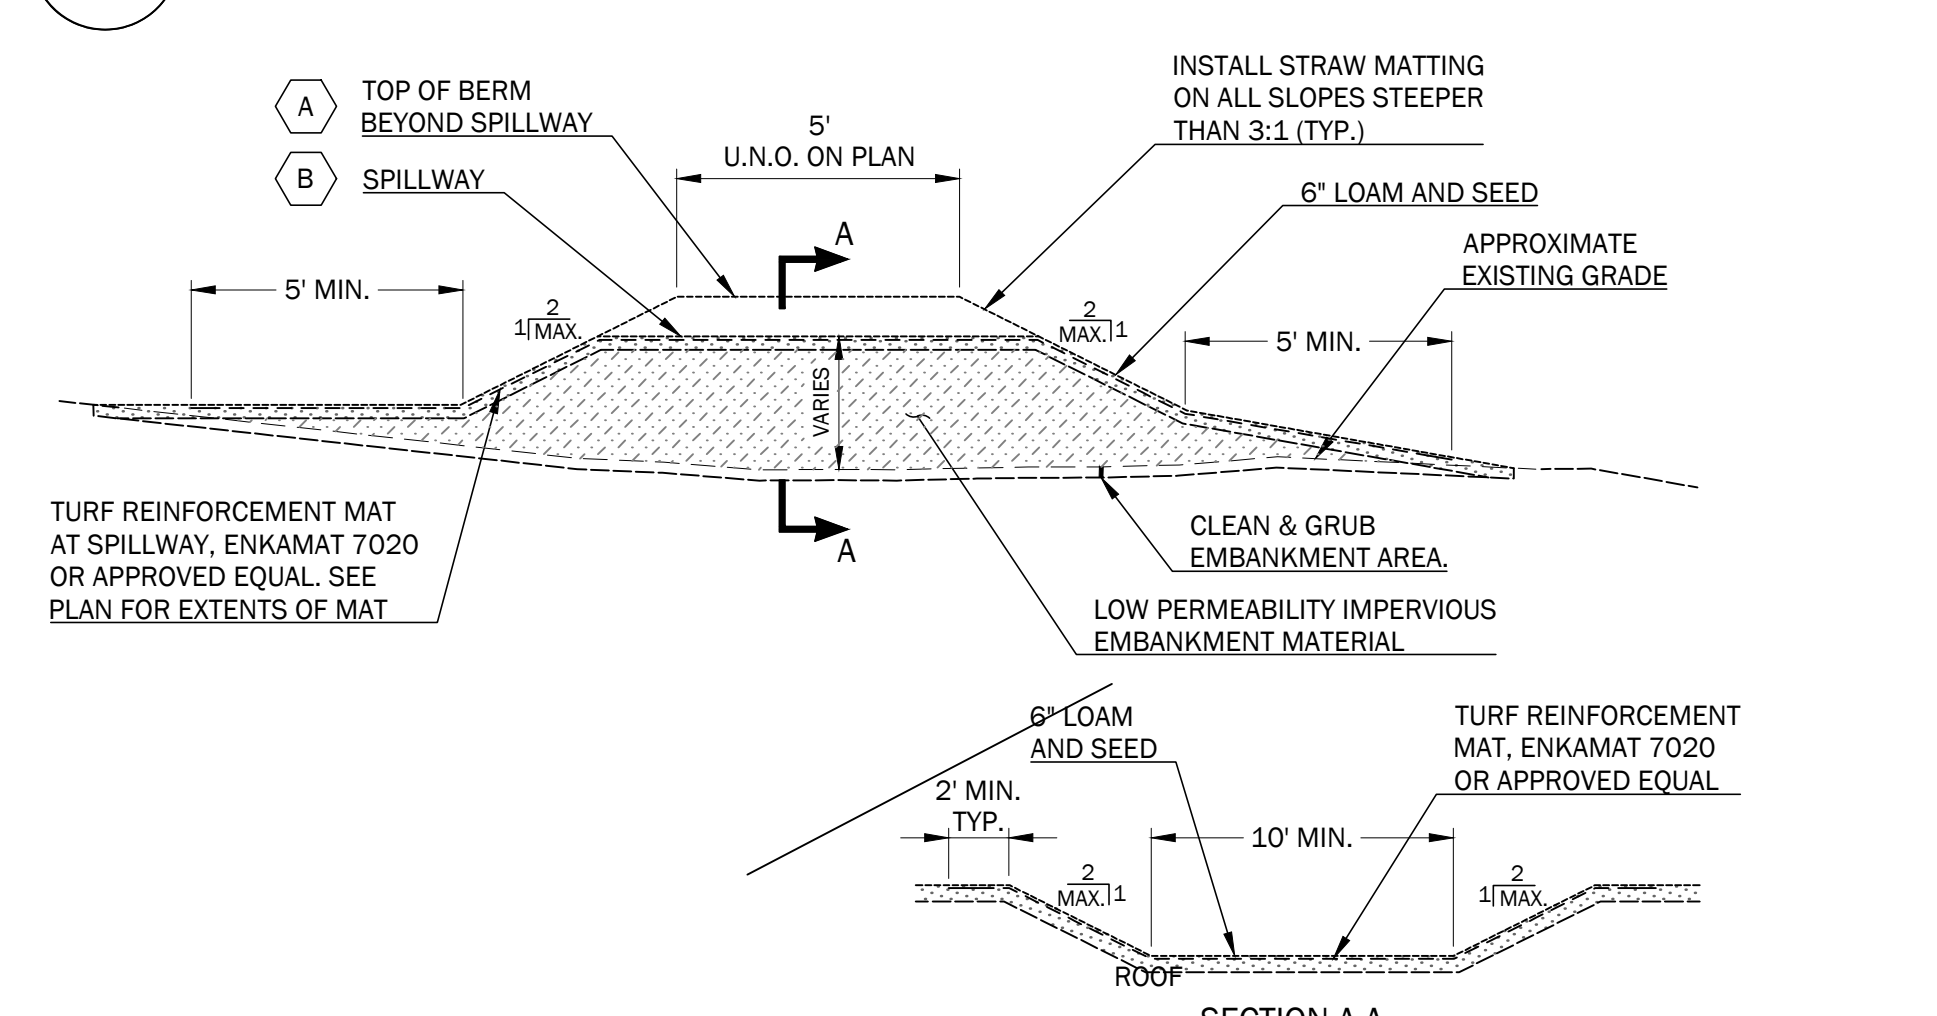 A
TOP OF BERM
BEYOND SPILLWAY
B
SPILLWAY
5'
U.N.O. ON PLAN
INSTALL STRAW MATTING
ON ALL SLOPES STEEPER
THAN 3:1 (TYP.)
6" LOAM AND SEED
APPROXIMATE
EXISTING GRADE
A
5' MIN.
2
1 MAX.
2
MAX. 1
5' MIN.
VARIES
A
TURF REINFORCEMENT MAT
AT SPILLWAY, ENKAMAT 7020
OR APPROVED EQUAL. SEE
PLAN FOR EXTENTS OF MAT
CLEAN & GRUB
EMBANKMENT AREA.
LOW PERMEABILITY IMPERVIOUS
EMBANKMENT MATERIAL
6" LOAM
AND SEED
TURF REINFORCEMENT
MAT, ENKAMAT 7020
OR APPROVED EQUAL
2' MIN.
TYP.
10' MIN.
2
MAX. 1
2
1 MAX.
ROOF
SECTION A-A